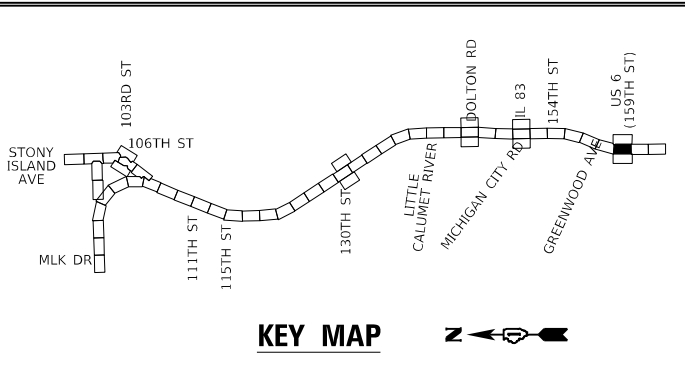 103RD ST
106TH ST
STONY
ISLAND
AVE
MLK DR
111TH ST
115TH ST
130TH ST
LITTLE
CALUMET RIVER
DOLTON RD
MICHIGAN CITY RD
IL 83
154TH ST
GREENWOOD AVE
US 6
(159TH ST)
KEY MAP
N